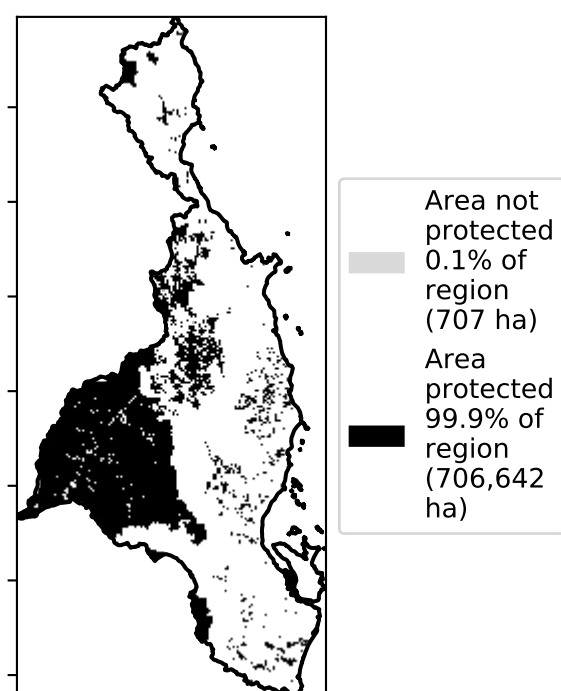 Area not
protected
0.1% of
region
(707 ha)
Area
protected
99.9% of
region
(706,642
ha)